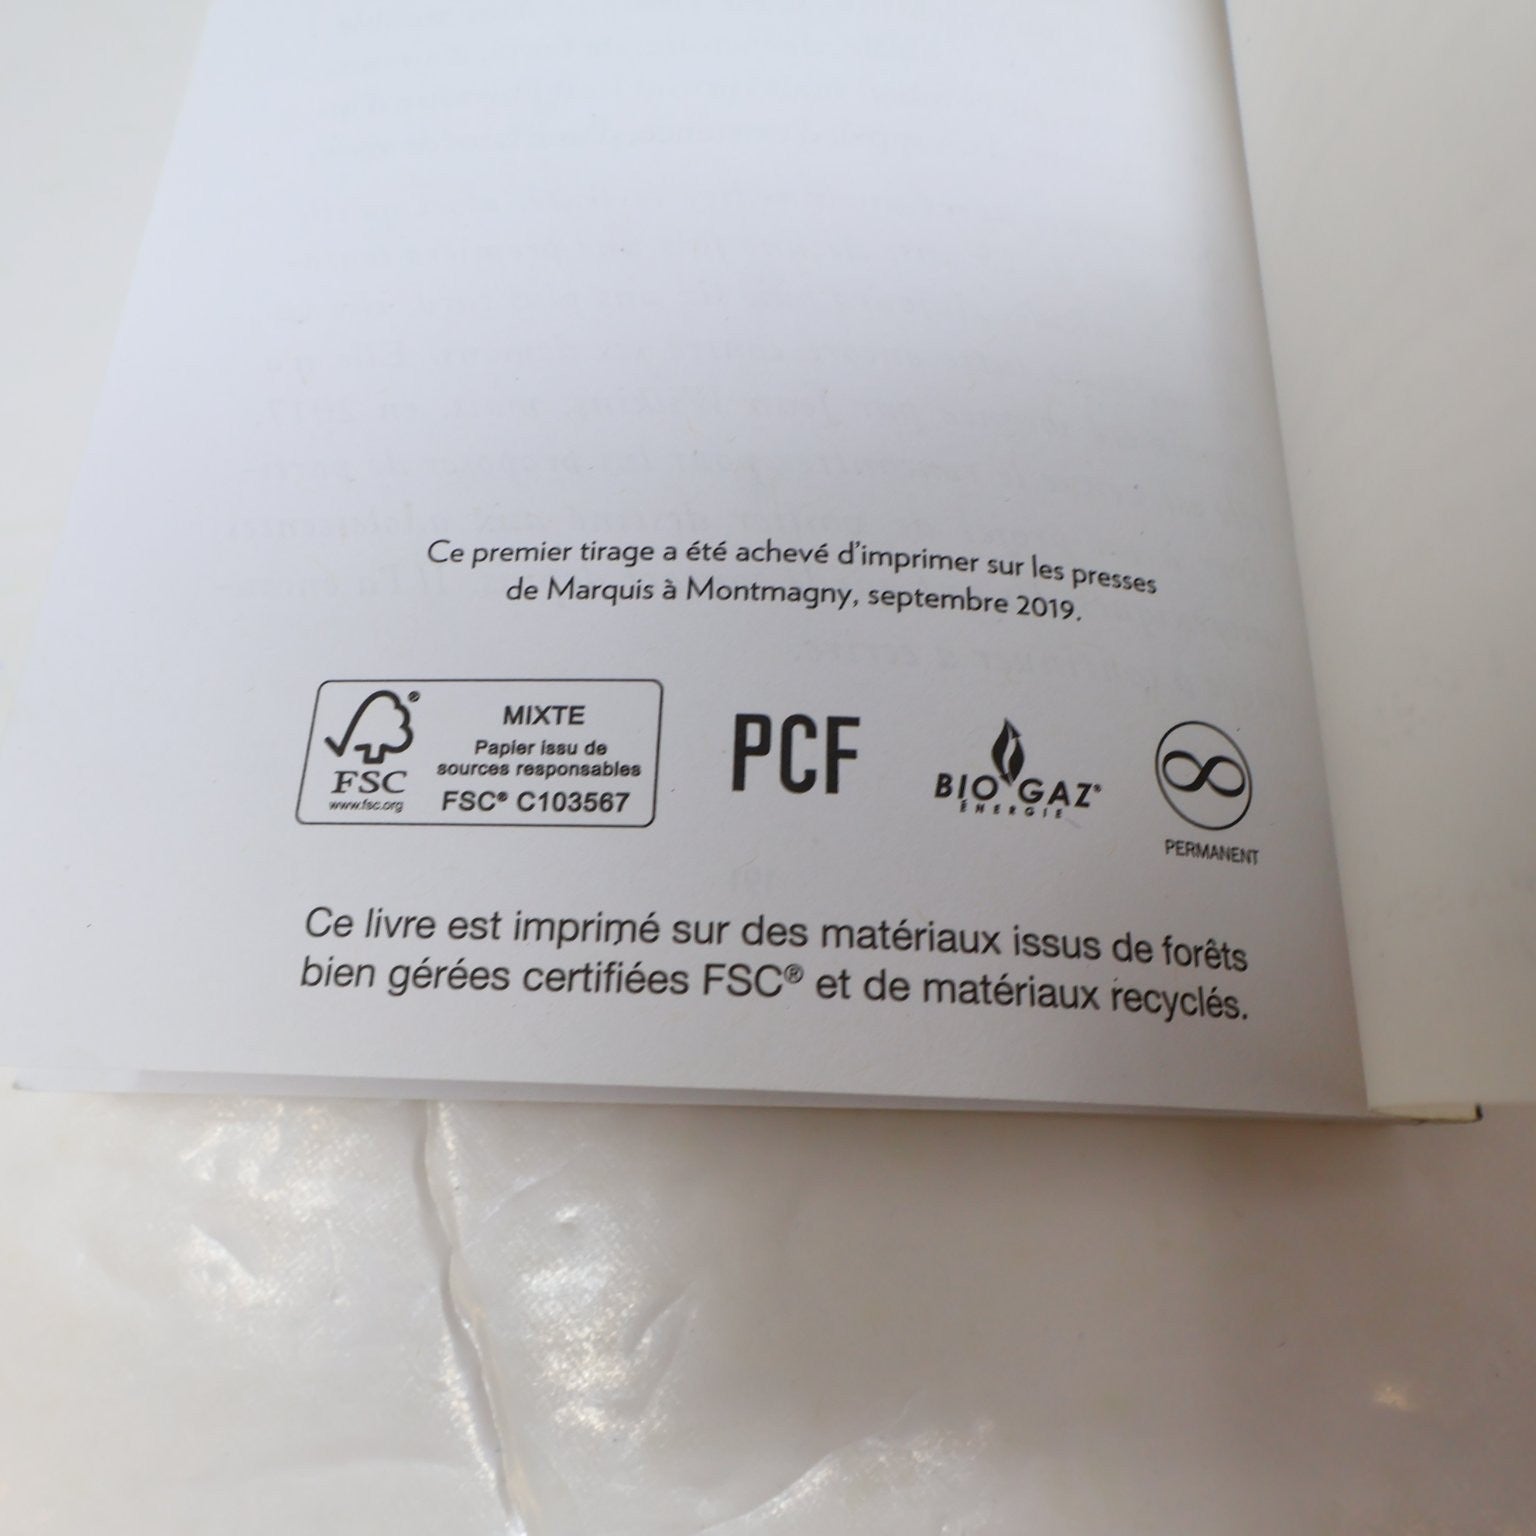 Ce premier tirage a été achevé d'imprimer sur les presses
de Marquis à Montmagny, septembre 2019.
MIXTE
Papier issu de
sources responsables
FSC® C103567
®
FSC
www.fsc.org
PCF
BIO GAZ®
ÉNERGIE
PERMANENT
Ce livre est imprimé sur des matériaux issus de forêts
bien gérées certifiées FSC® et de matériaux recyclés.